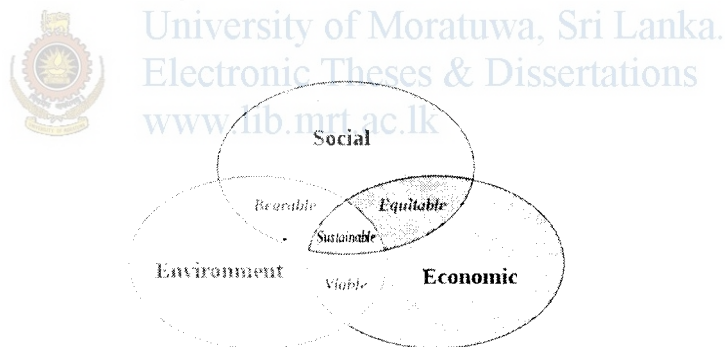 University of Moratuwa, Sri Lanka.
Electronic Theses & Dissertations
www.lib.mrt.ac.lk
Social
Bearable
Equitable
Sustainable
Environment
Viable
Economic